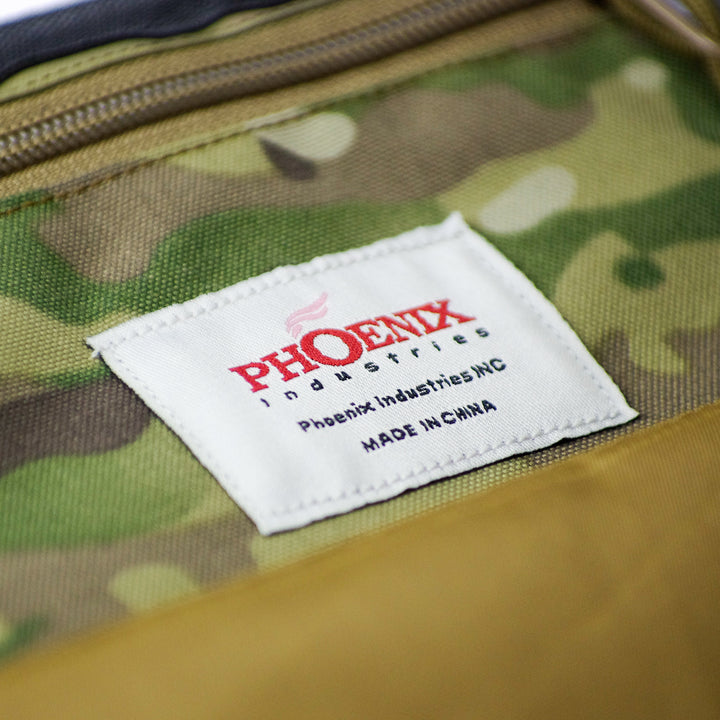 PHOENIX
industries
Phoenix Industries INC
MADE IN CHINA